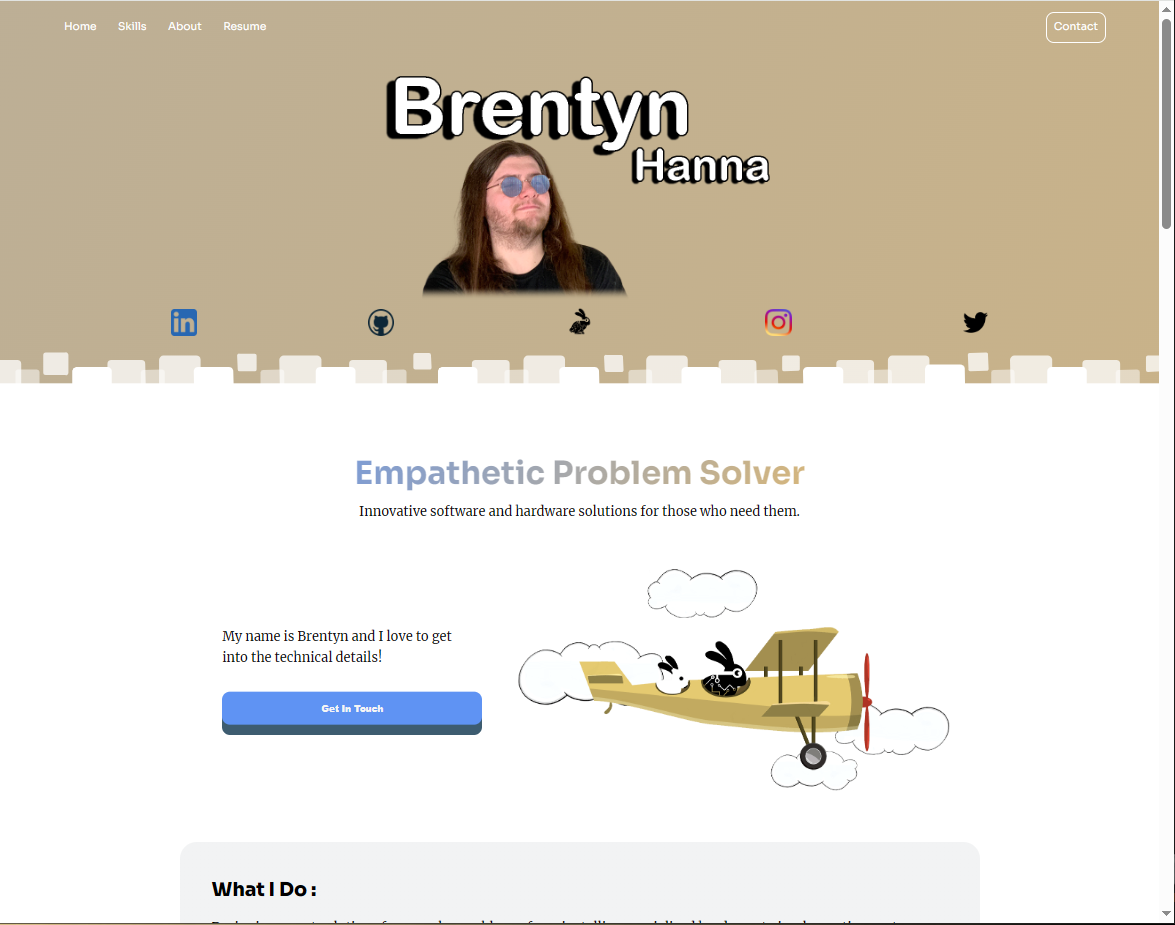 Home Skills About Resume Contact
Brentyn
Hanna
in
Empathetic Problem Solver
Innovative software and hardware solutions for those who need them.
My name is Brentyn and I love to get
into the technical details!
Get In Touch
What I Do :